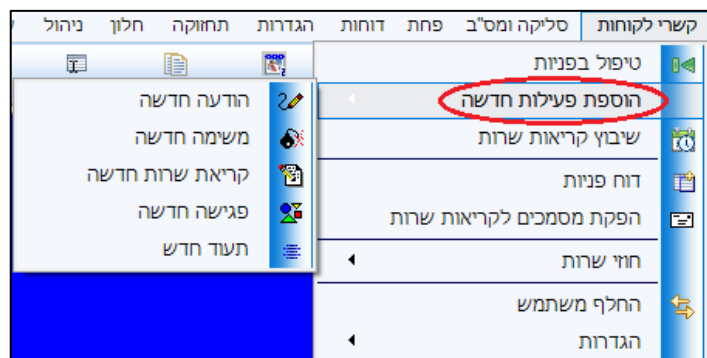 קשרי לקוחות סליקה ומס"ב פחת דוחות הגדרות תחזוקה חלון ניהול
טיפול בפניות
הוספת פעילות חדשה
שיבוץ קריאות שרות
דוח פניות
הפקת מסמכים לקריאות שרות
חוזי שרות
החלף משתמש
הגדרות
הודעה חדשה
משימה חדשה
קריאת שרות חדשה
פגישה חדשה
תעוד חדש